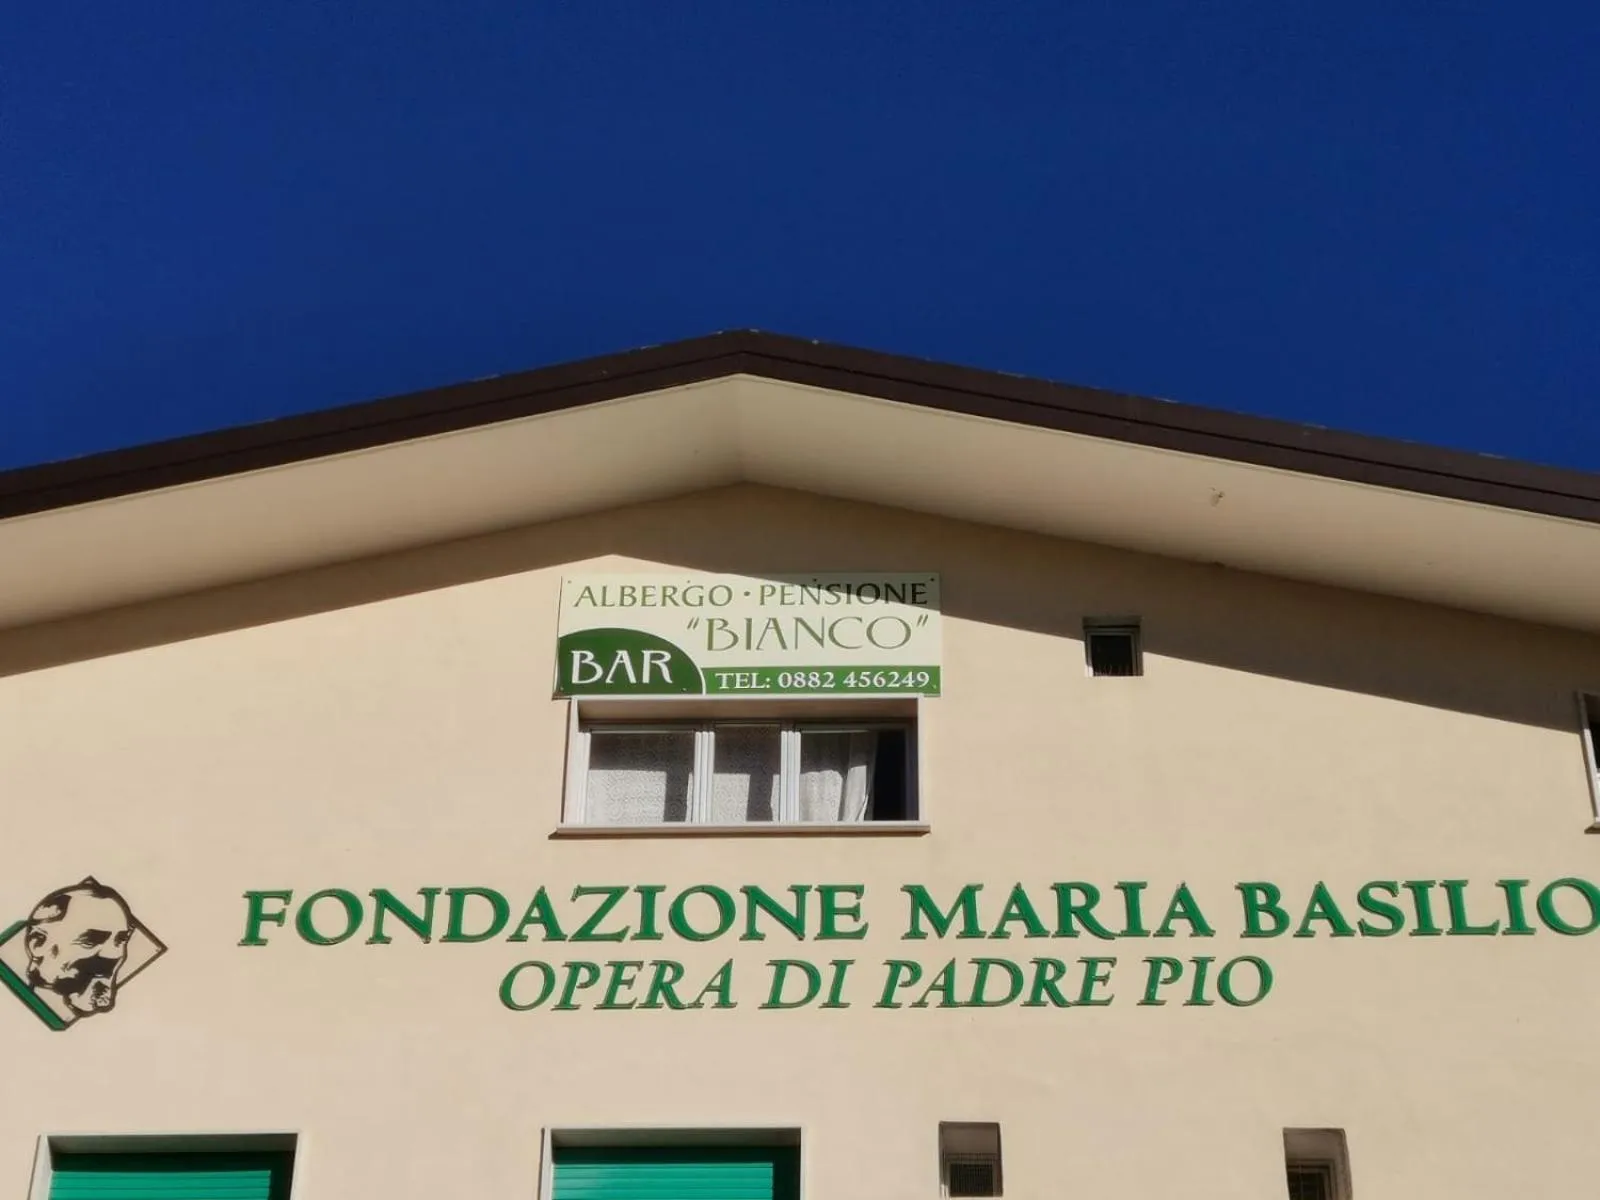 ALBERGO · PENSIONE
"BIANCO"
BAR
TEL: 0882 456249
FONDAZIONE MARIA BASILIO
OPERA DI PADRE PIO